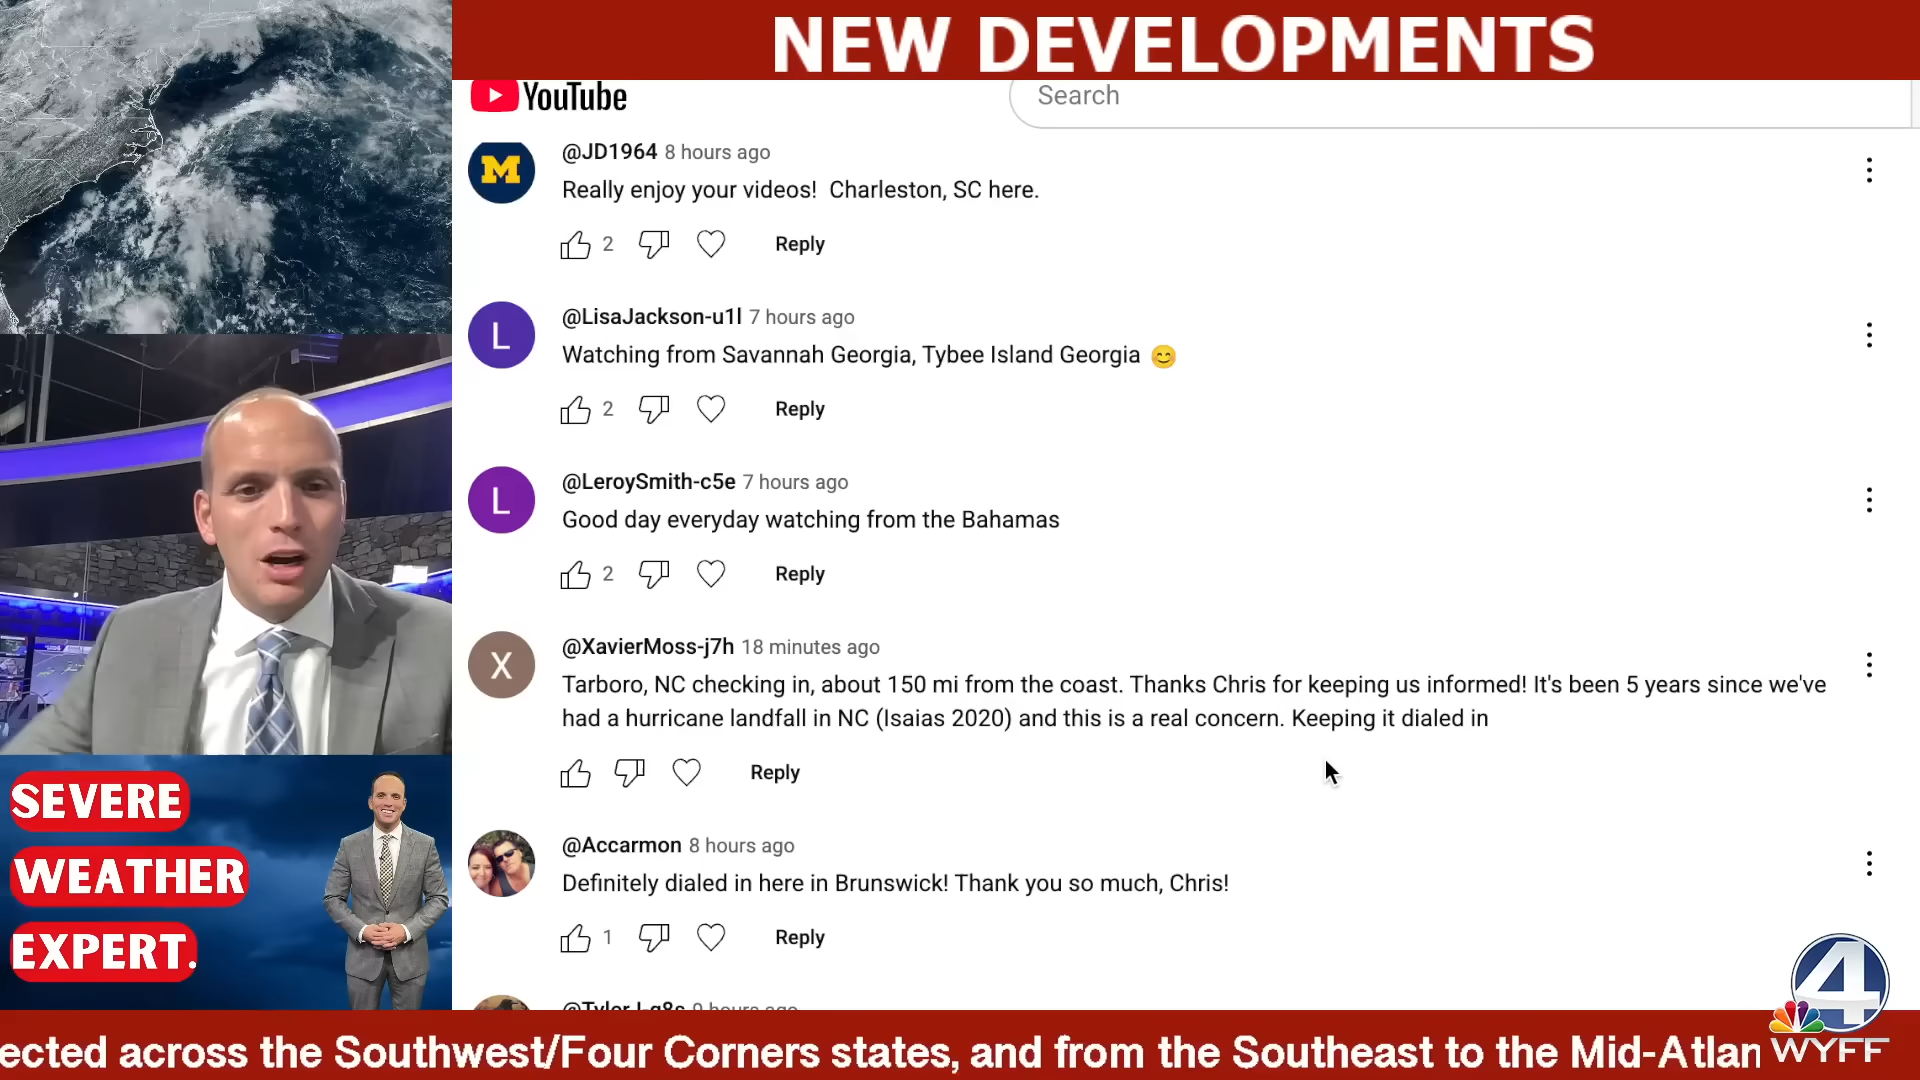 NEW DEVELOPMENTS
YouTube
Search
M
@JD1964 8 hours ago
Really enjoy your videos! Charleston, SC here.
2
Reply
L
@LisaJackson-u1l 7 hours ago
Watching from Savannah Georgia, Tybee Island Georgia 😊
2
Reply
L
@LeroySmith-c5e 7 hours ago
Good day everyday watching from the Bahamas
2
Reply
X
@XavierMoss-j7h 18 minutes ago
Tarboro, NC checking in, about 150 mi from the coast. Thanks Chris for keeping us informed! It's been 5 years since we've
had a hurricane landfall in NC (Isaias 2020) and this is a real concern. Keeping it dialed in
Reply
@Accarmon 8 hours ago
Definitely dialed in here in Brunswick! Thank you so much, Chris!
1
Reply
9 hours ago
SEVERE
WEATHER
EXPERT.
4
WYFF
ected across the Southwest/Four Corners states, and from the Southeast to the Mid-Atlan